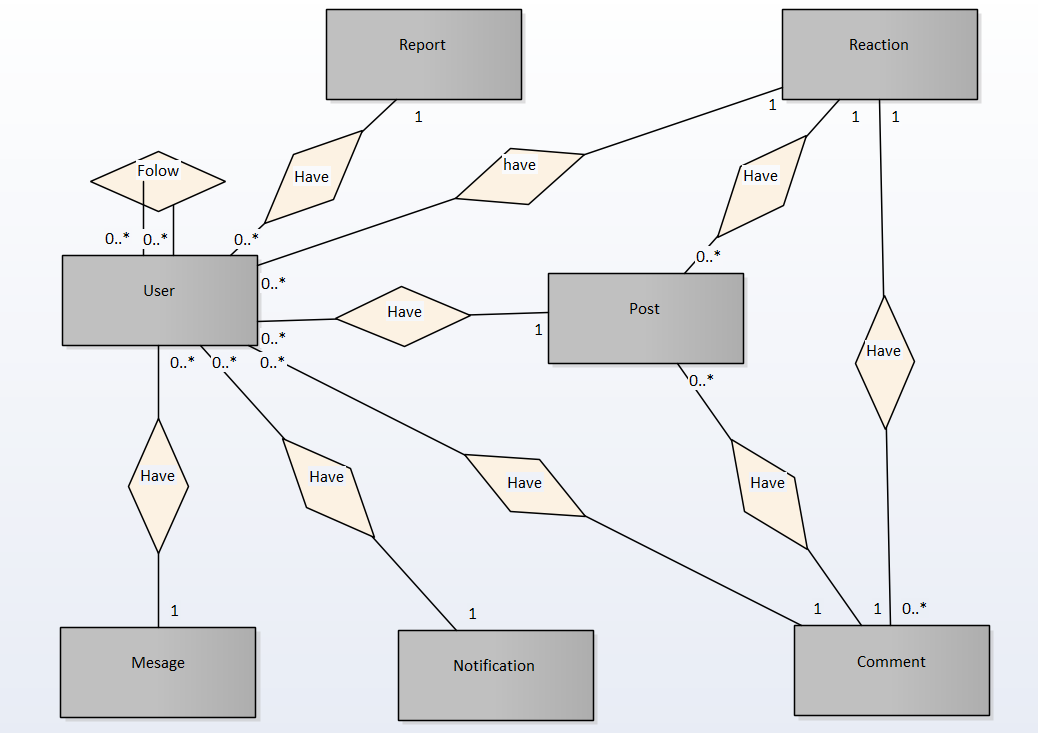 Report
Reaction
1
1
1
1
have
Folow
Have
Have
0..*
0..*
0..*
0..*
0..*
User
Have
Post
1
0..*
Have
0..*
0..*
0..*
0..*
Have
Have
Have
Have
1
1
1
1
0..*
Mesage
Notification
Comment